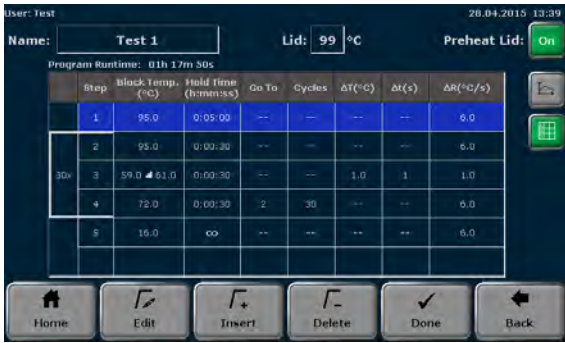 User: Test 28.04.2015 13:39
Name: Test 1 Lid: 99 °C Preheat Lid: On
Program Runtime: 01h 17m 50s
Step Block Temp. (°C) Hold Time (h:mm:ss) Go To Cycles ΔT(°C) Δt(s) ΔR(°C/s)
1 95.0 0:05:00 -- -- -- -- 6.0
2 95.0 0:00:30 -- -- -- -- 6.0
30x 3 59.0 61.0 0:00:30 -- -- 1.0 1 1.0
4 72.0 0:00:30 2 30 -- -- 6.0
5 16.0 ∞ -- -- -- -- 6.0
Home Edit Insert Delete Done Back